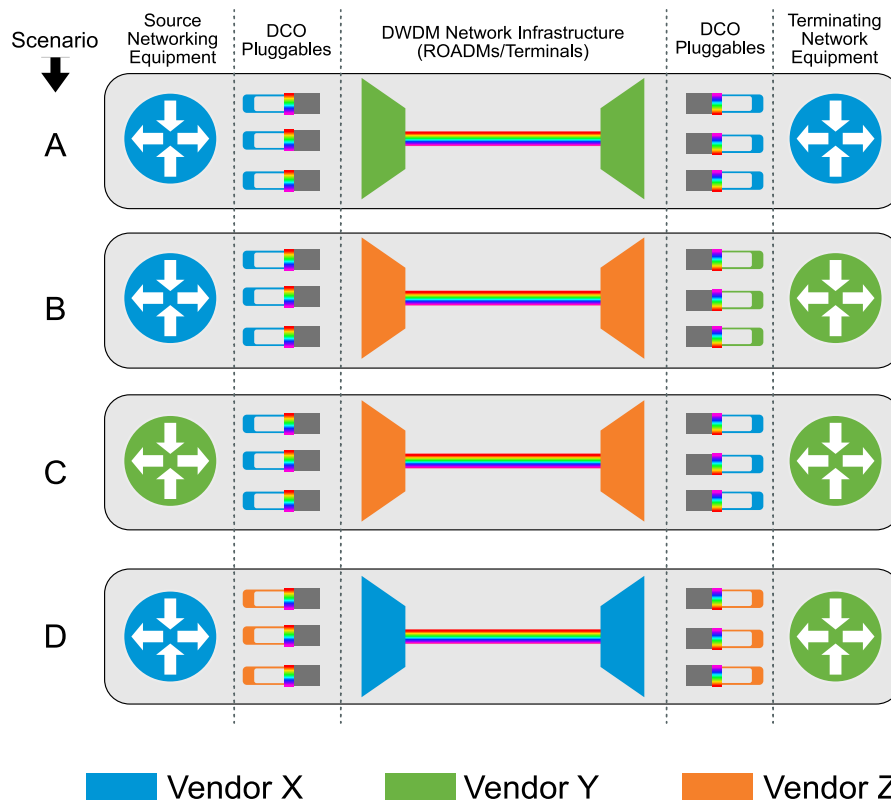 Scenario
Source
Networking
Equipment
DCO
Pluggables
DWDM Network Infrastructure
(ROADMs/Terminals)
DCO
Pluggables
Terminating
Network
Equipment
A
B
C
D
Vendor X
Vendor Y
Vendor Z